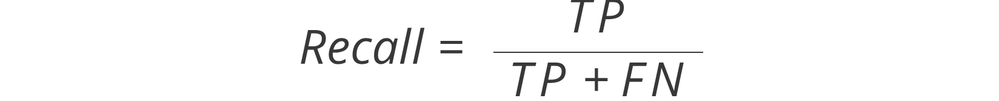 Recall = TP / TP + FN